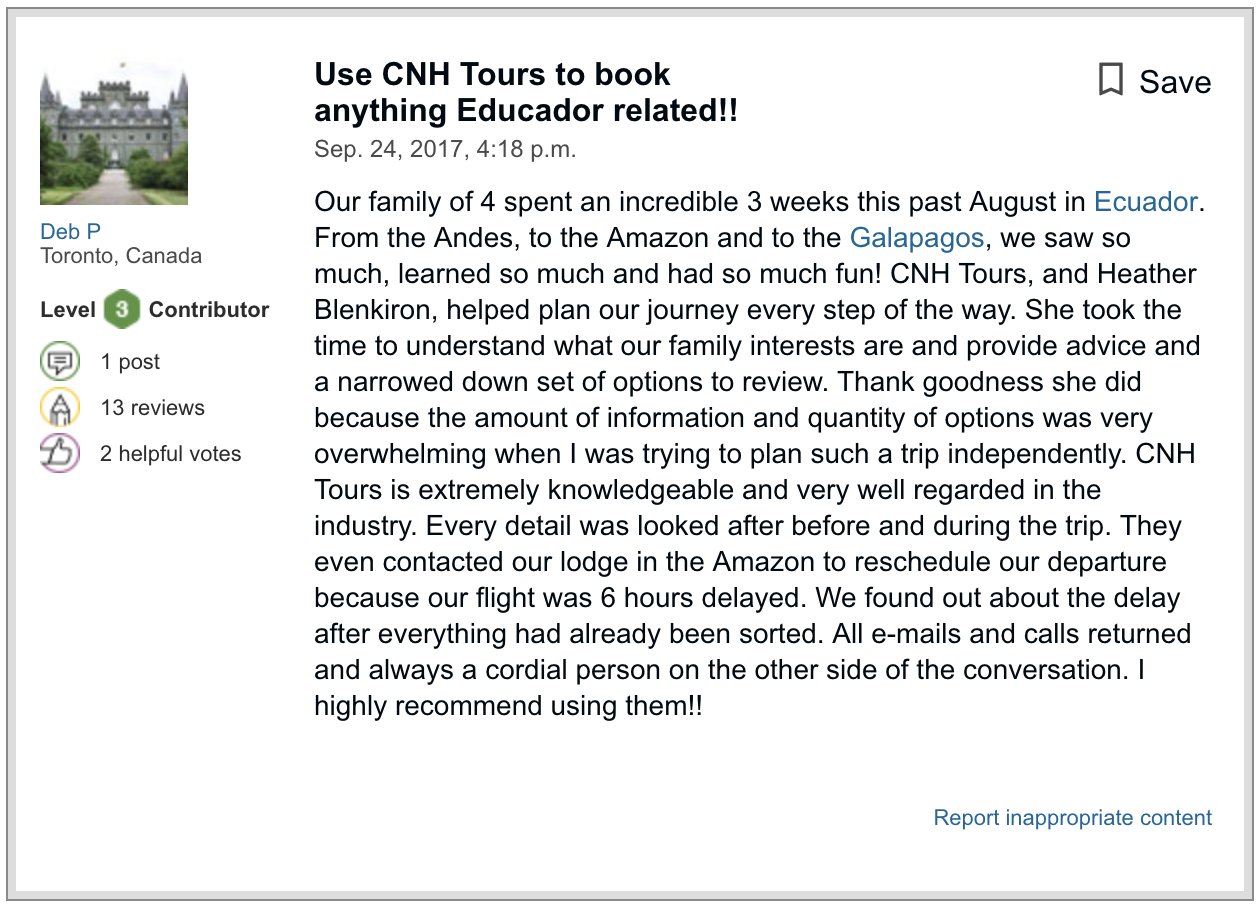 Use CNH Tours to book
anything Educador related!!
Save
Sep. 24, 2017, 4:18 p.m.
Deb P
Toronto, Canada
Level 3 Contributor
1 post
13 reviews
2 helpful votes
Our family of 4 spent an incredible 3 weeks this past August in Ecuador.
From the Andes, to the Amazon and to the Galapagos, we saw so
much, learned so much and had so much fun! CNH Tours, and Heather
Blenkiron, helped plan our journey every step of the way. She took the
time to understand what our family interests are and provide advice and
a narrowed down set of options to review. Thank goodness she did
because the amount of information and quantity of options was very
overwhelming when I was trying to plan such a trip independently. CNH
Tours is extremely knowledgeable and very well regarded in the
industry. Every detail was looked after before and during the trip. They
even contacted our lodge in the Amazon to reschedule our departure
because our flight was 6 hours delayed. We found out about the delay
after everything had already been sorted. All e-mails and calls returned
and always a cordial person on the other side of the conversation. I
highly recommend using them!!
Report inappropriate content